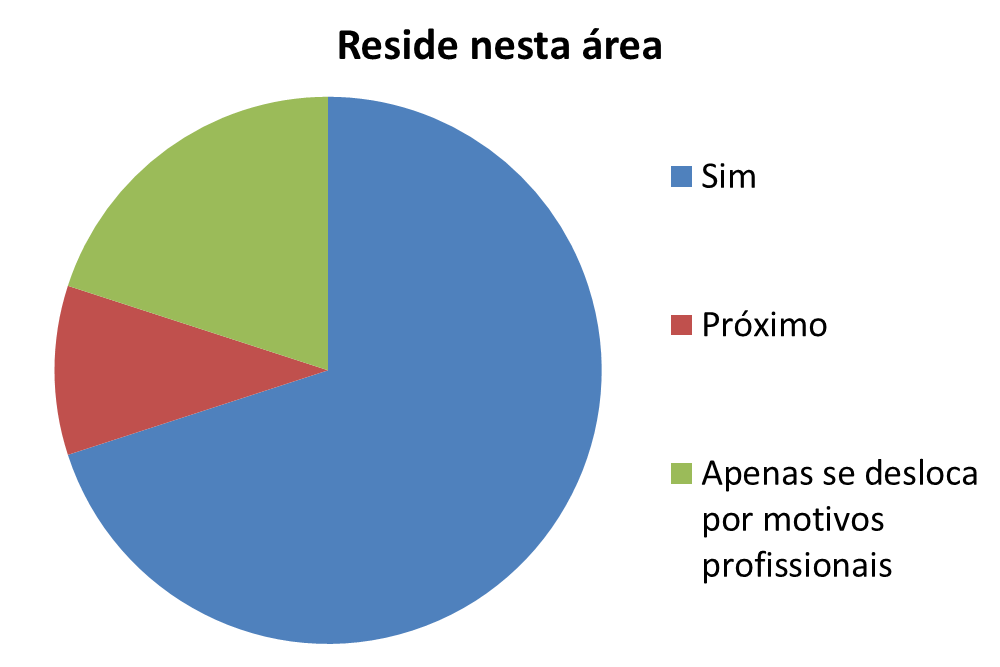 Reside nesta área
Sim
Próximo
Apenas se desloca
por motivos
profissionais